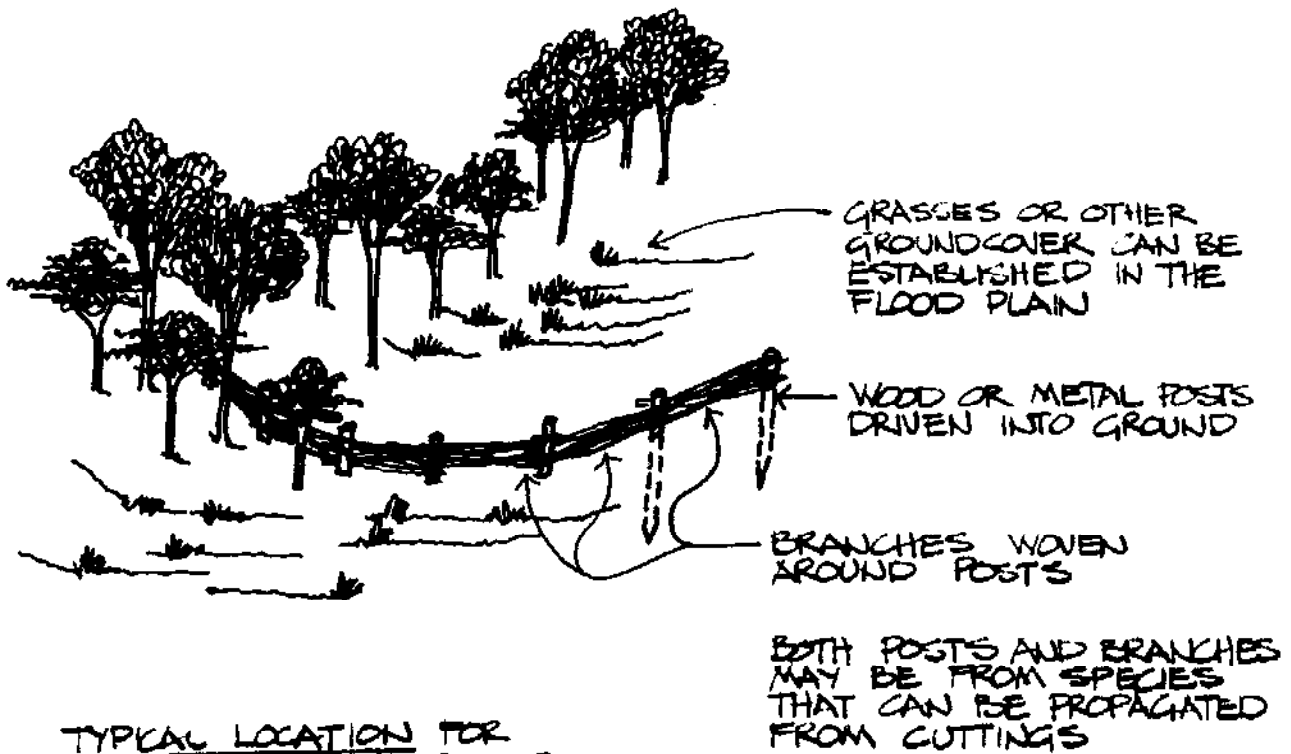 GRASSES OR OTHER
GROUNDCOVER CAN BE
ESTABLISHED IN THE
FLOOD PLAIN
WOOD OR METAL POSTS
DRIVEN INTO GROUND
BRANCHES WOVEN
AROUND POSTS
BOTH POSTS AND BRANCHES
MAY BE FROM SPECIES
THAT CAN BE PROPAGATED
FROM CUTTINGS
TYPICAL LOCATION FOR